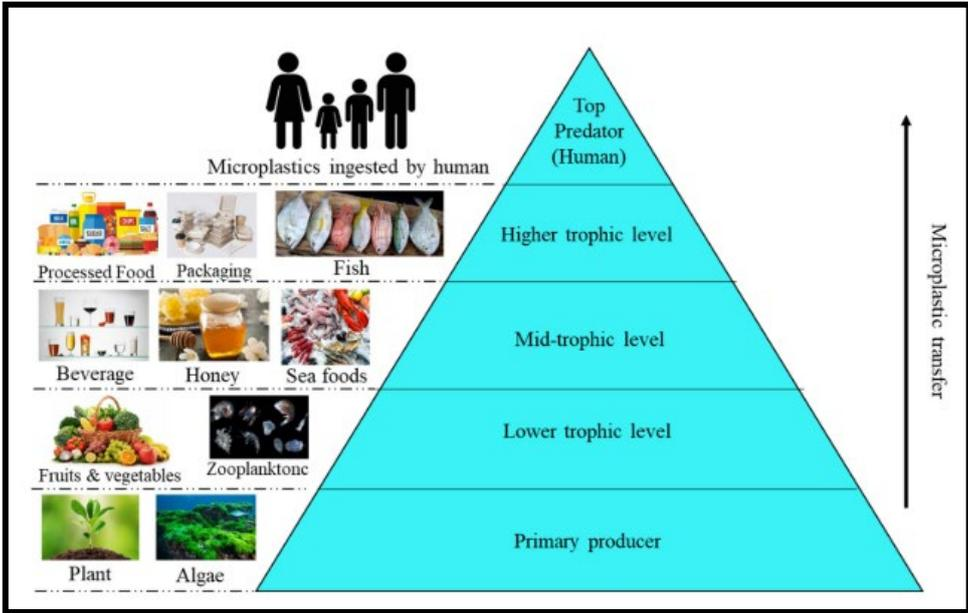 Top
Predator
(Human)
Microplastics ingested by human
Higher trophic level
Processed Food
Packaging
Fish
Mid-trophic level
Beverage
Honey
Sea foods
Lower trophic level
Fruits & vegetables
Zooplanktonc
Primary producer
Plant
Algae
Microplastic transfer